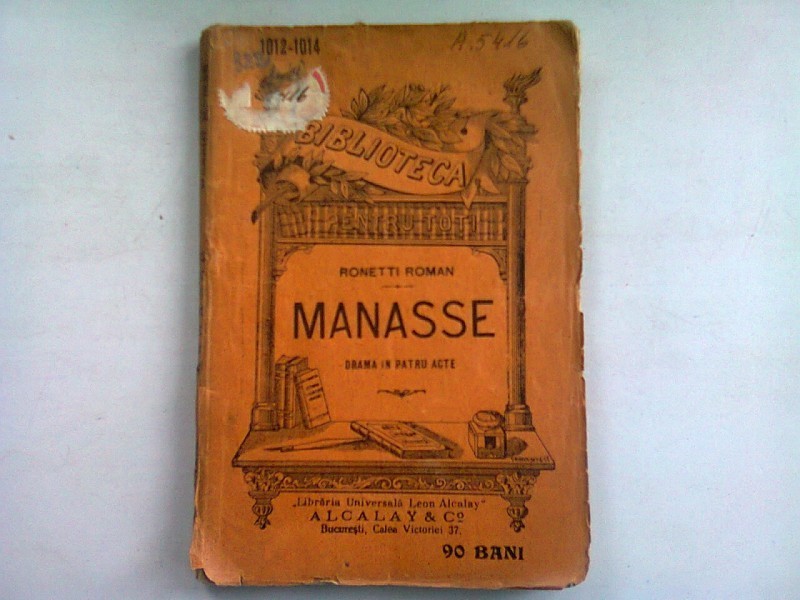 1012-1014
A. 5416
BIBLIOTECA
PENTRU TOTI
RONETTI ROMAN
MANASSE
DRAMA IN PATRU ACTE
„Librăria Universală Leon Alcalay"
ALCALAY & Co
Bucureşti, Calea Victoriei 37.
90 BANI